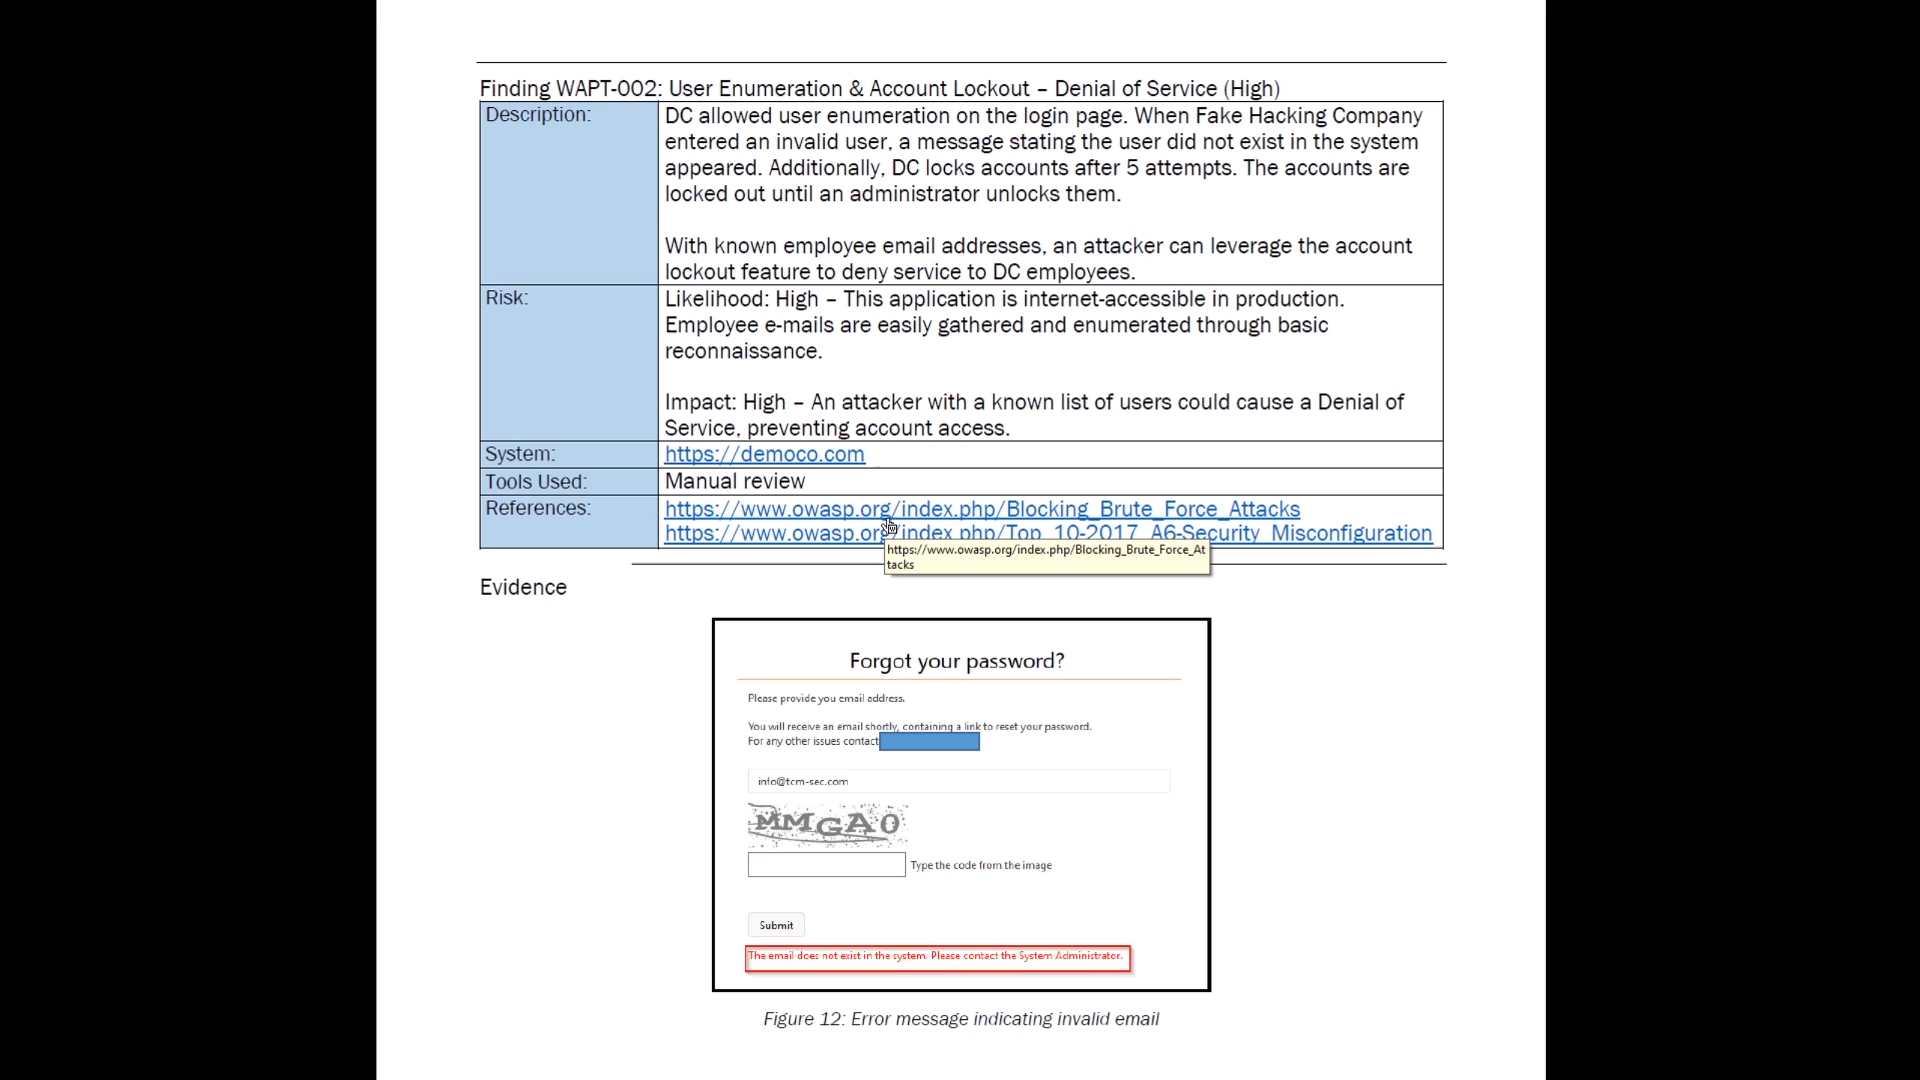 Finding WAPT-002: User Enumeration & Account Lockout – Denial of Service (High)
Description:
DC allowed user enumeration on the login page. When Fake Hacking Company
entered an invalid user, a message stating the user did not exist in the system
appeared. Additionally, DC locks accounts after 5 attempts. The accounts are
locked out until an administrator unlocks them.
With known employee email addresses, an attacker can leverage the account
lockout feature to deny service to DC employees.
Risk:
Likelihood: High – This application is internet-accessible in production.
Employee e-mails are easily gathered and enumerated through basic
reconnaissance.
Impact: High – An attacker with a known list of users could cause a Denial of
Service, preventing account access.
System:
https://democo.com
Tools Used:
Manual review
References:
https://www.owasp.org/index.php/Blocking_Brute_Force_Attacks
https://www.owasp.org/index.php/Top_10-2017_A6-Security_Misconfiguration
https://www.owasp.org/index.php/Blocking_Brute_Force_At
tacks
Evidence
Forgot your password?
Please provide you email address.
You will receive an email shortly, containing a link to reset your password.
For any other issues contact
info@tcm-sec.com
MMGAO
Type the code from the image
Submit
The email does not exist in the system. Please contact the System Administrator.
Figure 12: Error message indicating invalid email